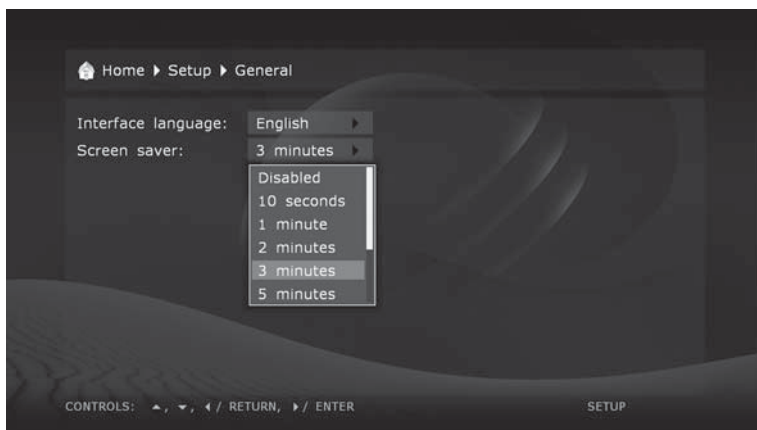 Home ▶ Setup ▶ General
Interface language: English
Screen saver: 3 minutes
Disabled
10 seconds
1 minute
2 minutes
3 minutes
5 minutes
CONTROLS: ▲, ▼, ◀/ RETURN, ▶/ ENTER SETUP